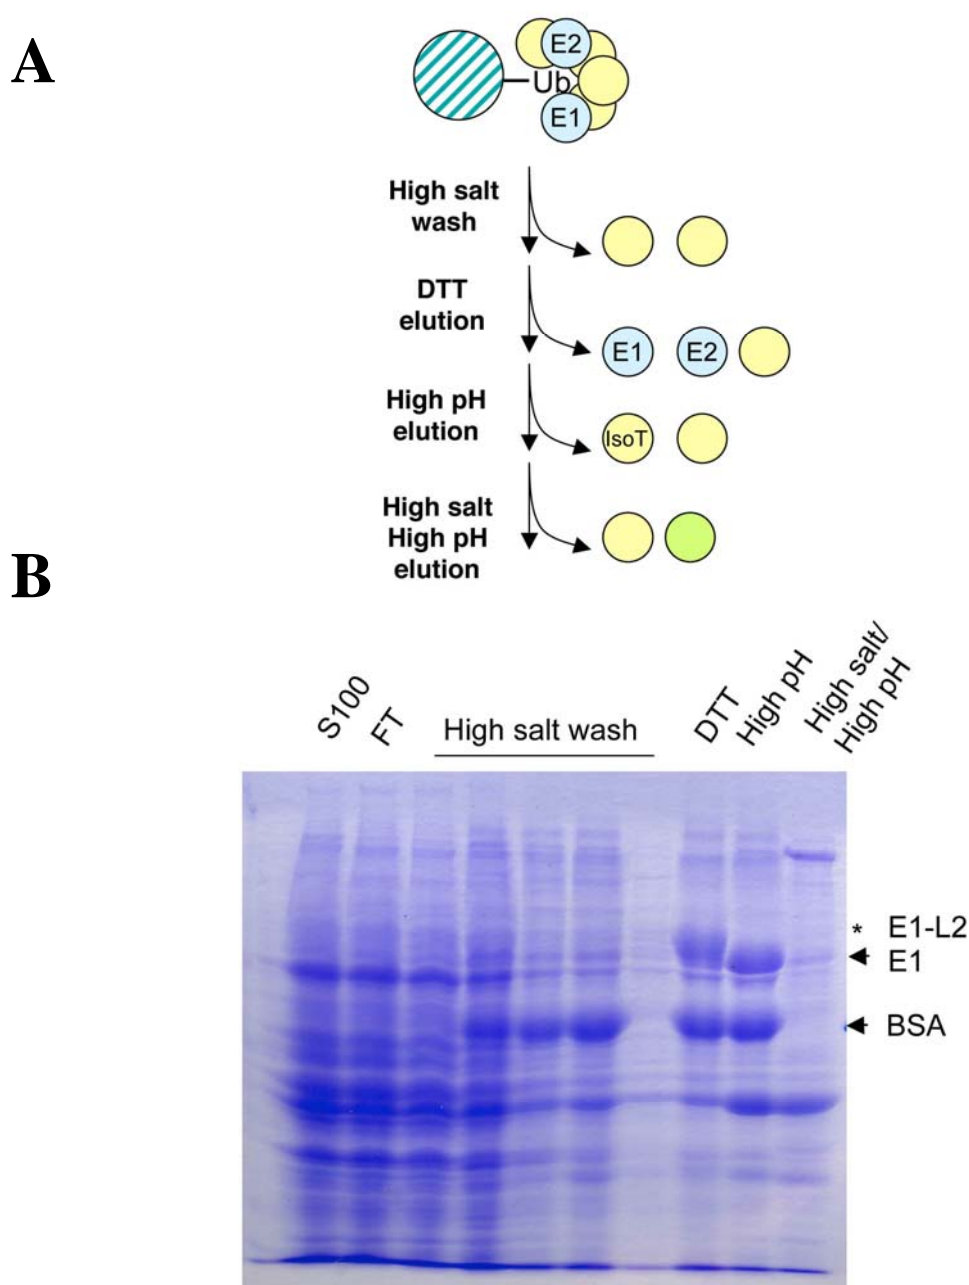 A
E2
Ub
E1
High salt
wash
DTT
elution
E1 E2
High pH
elution
IsoT
High salt
High pH
elution
B
S100
FT
High salt wash
DTT
High pH
High salt/
High pH
* E1-L2
E1
BSA